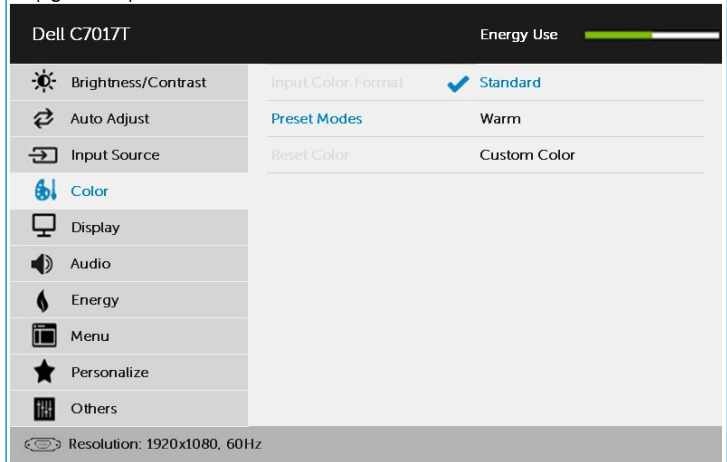 Dell C7017T
Energy Use
Brightness/Contrast
Input Color Format
Standard
Auto Adjust
Preset Modes
Warm
Input Source
Reset Color
Custom Color
Color
Display
Audio
Energy
Menu
Personalize
Others
Resolution: 1920x1080, 60Hz